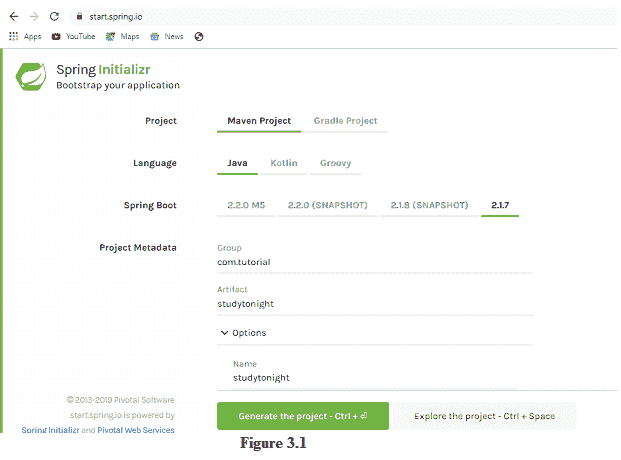 start.spring.io
Apps YouTube Maps News
Spring Initializr
Bootstrap your application
Project Maven Project Gradle Project
Language Java Kotlin Groovy
Spring Boot 2.2.0 M5 2.2.0 (SNAPSHOT) 2.1.8 (SNAPSHOT) 2.1.7
Project Metadata Group
com.tutorial
Artifact
studytonight
Options
Name
studytonight
© 2013-2019 Pivotal Software
start.spring.io is powered by
Spring Initializr and Pivotal Web Services
Generate the project - Ctrl + ⏎ Explore the project - Ctrl + Space
Figure 3.1